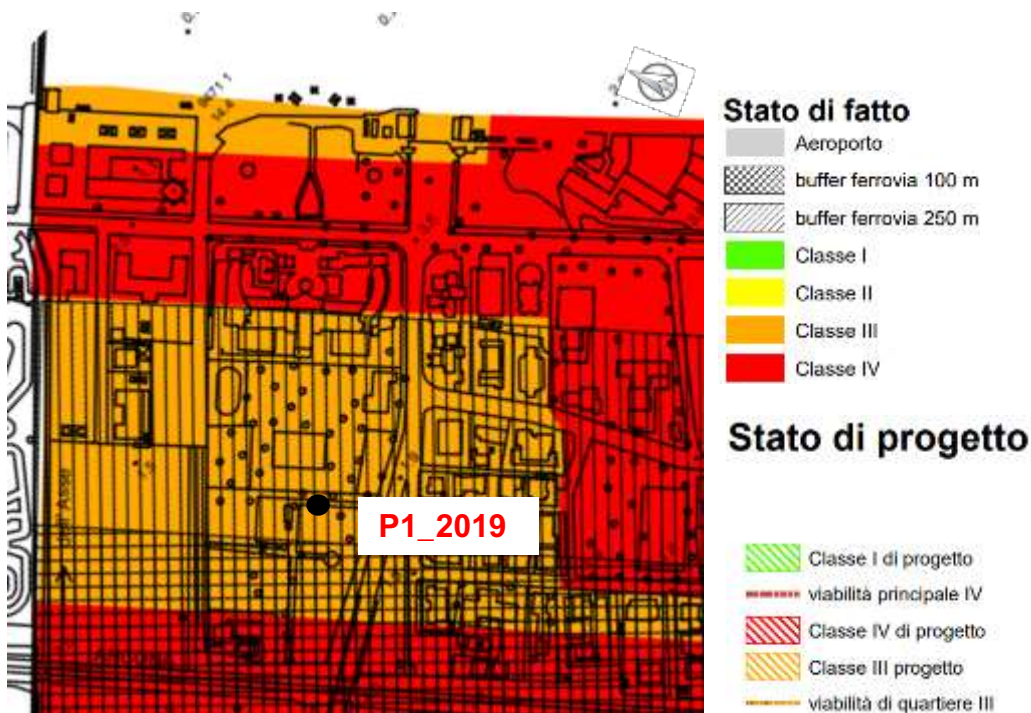 Stato di fatto
Aeroporto
buffer ferrovia 100 m
buffer ferrovia 250 m
Classe I
Classe II
Classe III
Classe IV
P1_2019
Stato di progetto
Classe I di progetto
viabilità principale IV
Classe IV di progetto
Classe III progetto
viabilità di quartiere III